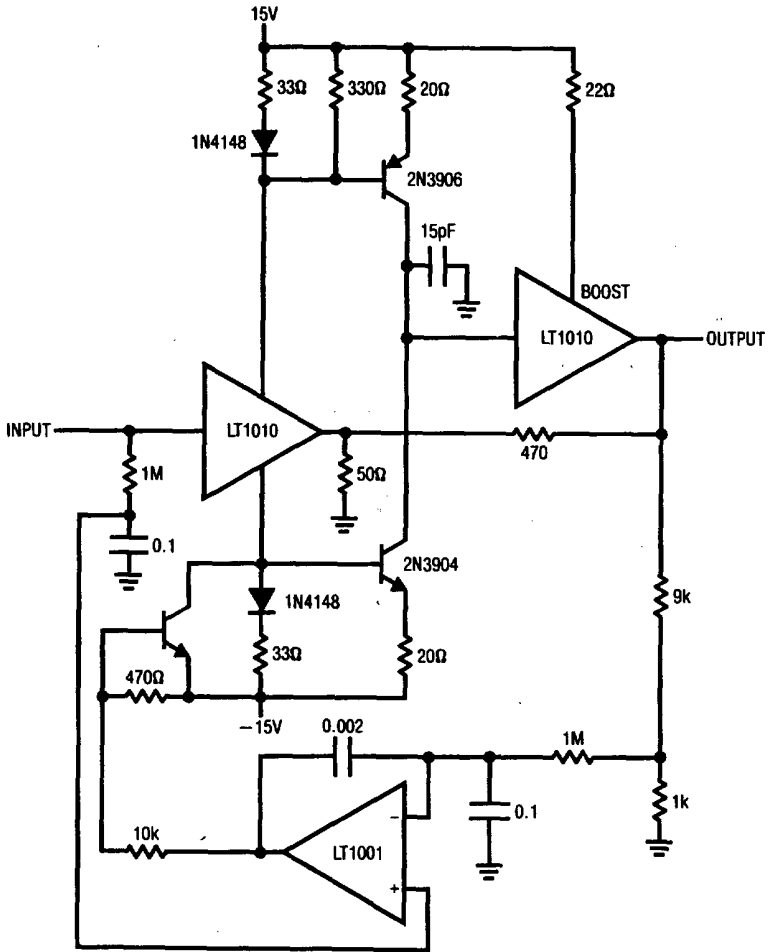 15V
33Ω
330Ω
20Ω
22Ω
1N4148
2N3906
15pF
BOOST
LT1010
OUTPUT
INPUT
LT1010
470
1M
50Ω
0.1
2N3904
1N4148
9k
33Ω
20Ω
470Ω
−15V
0.002
1M
1k
0.1
10k
LT1001
−
+